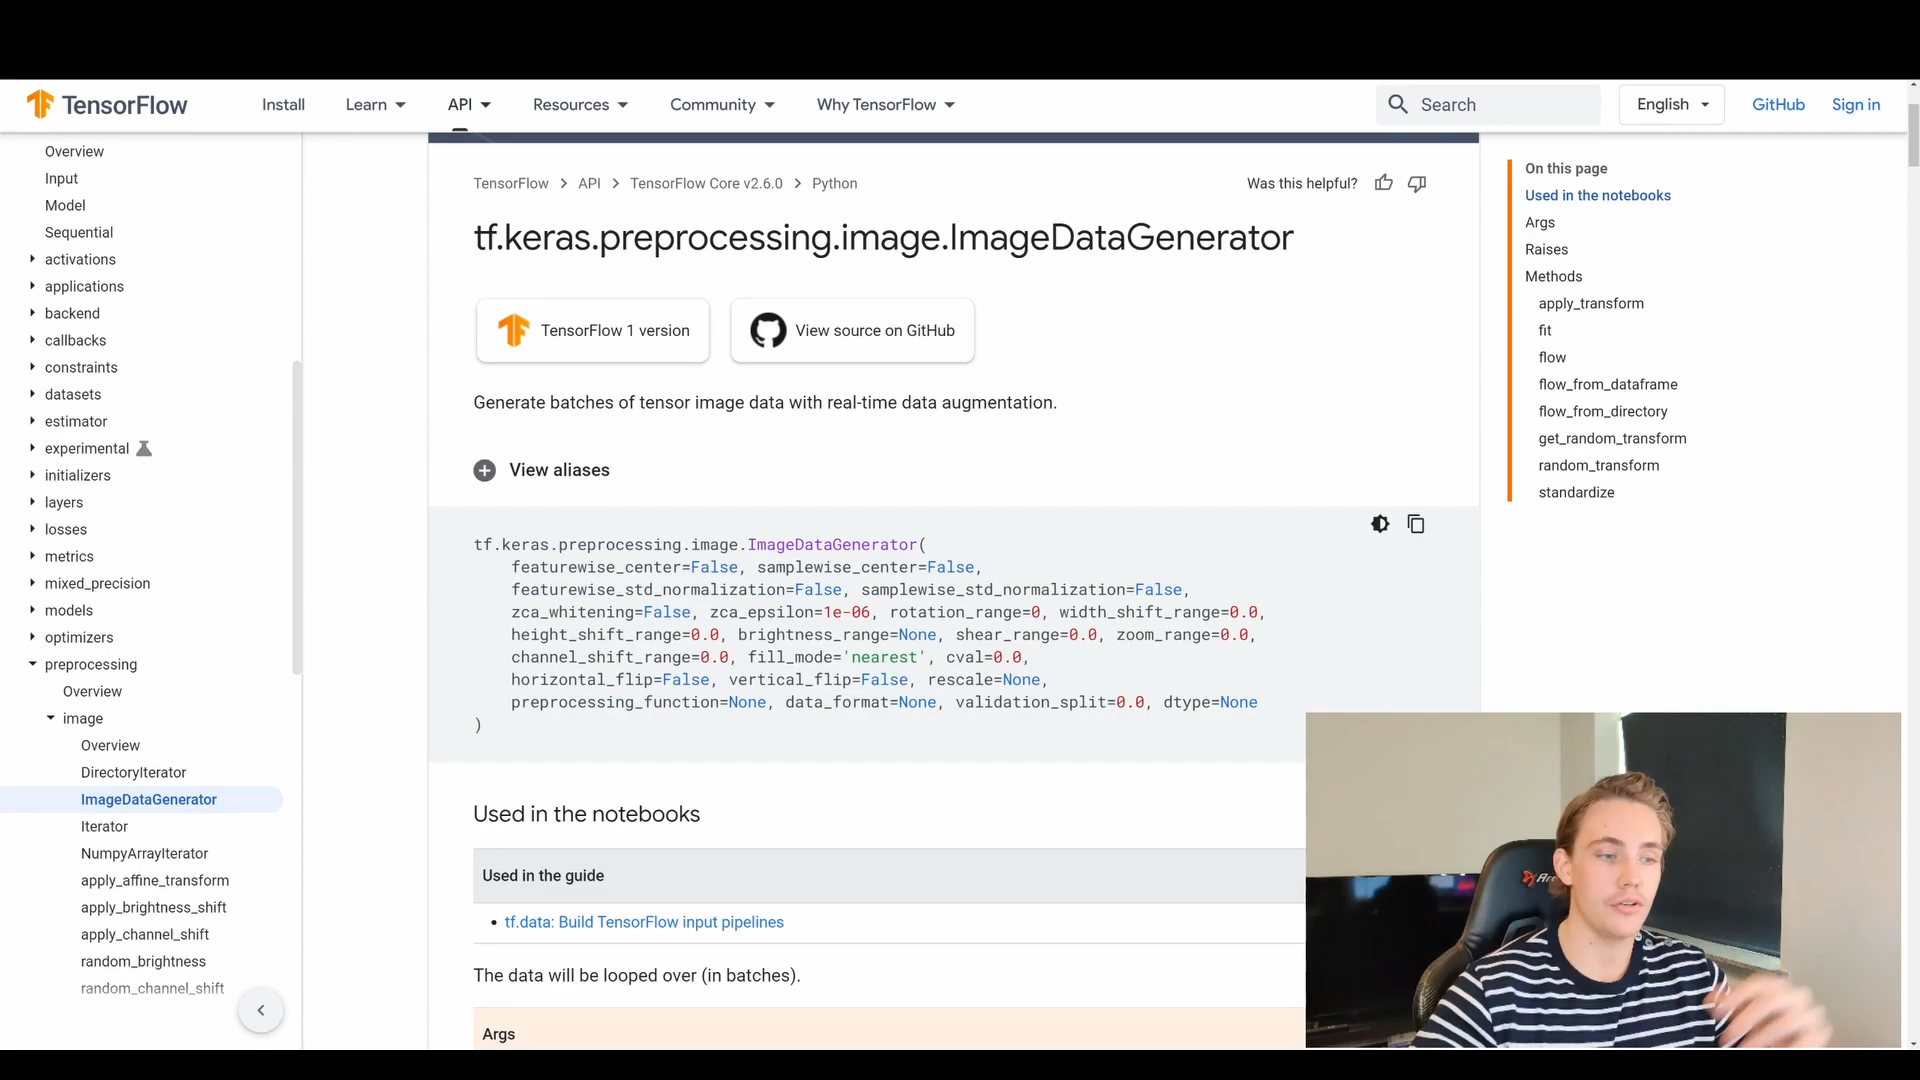 TensorFlow
Install
Learn
API
Resources
Community
Why TensorFlow
Search
English
GitHub
Sign in
Overview
Input
Model
Sequential
activations
applications
backend
callbacks
constraints
datasets
estimator
experimental
initializers
layers
losses
metrics
mixed_precision
models
optimizers
preprocessing
Overview
image
Overview
DirectoryIterator
ImageDataGenerator
Iterator
NumpyArrayIterator
apply_affine_transform
apply_brightness_shift
apply_channel_shift
random_brightness
random_channel_shift
TensorFlow > API > TensorFlow Core v2.6.0 > Python
Was this helpful?
tf.keras.preprocessing.image.ImageDataGenerator
TensorFlow 1 version
View source on GitHub
Generate batches of tensor image data with real-time data augmentation.
View aliases
tf.keras.preprocessing.image.ImageDataGenerator(
featurewise_center=False, samplewise_center=False,
featurewise_std_normalization=False, samplewise_std_normalization=False,
zca_whitening=False, zca_epsilon=1e-06, rotation_range=0, width_shift_range=0.0,
height_shift_range=0.0, brightness_range=None, shear_range=0.0, zoom_range=0.0,
channel_shift_range=0.0, fill_mode='nearest', cval=0.0,
horizontal_flip=False, vertical_flip=False, rescale=None,
preprocessing_function=None, data_format=None, validation_split=0.0, dtype=None
)
Used in the notebooks
Used in the guide
• tf.data: Build TensorFlow input pipelines
The data will be looped over (in batches).
Args
On this page
Used in the notebooks
Args
Raises
Methods
apply_transform
fit
flow
flow_from_dataframe
flow_from_directory
get_random_transform
random_transform
standardize